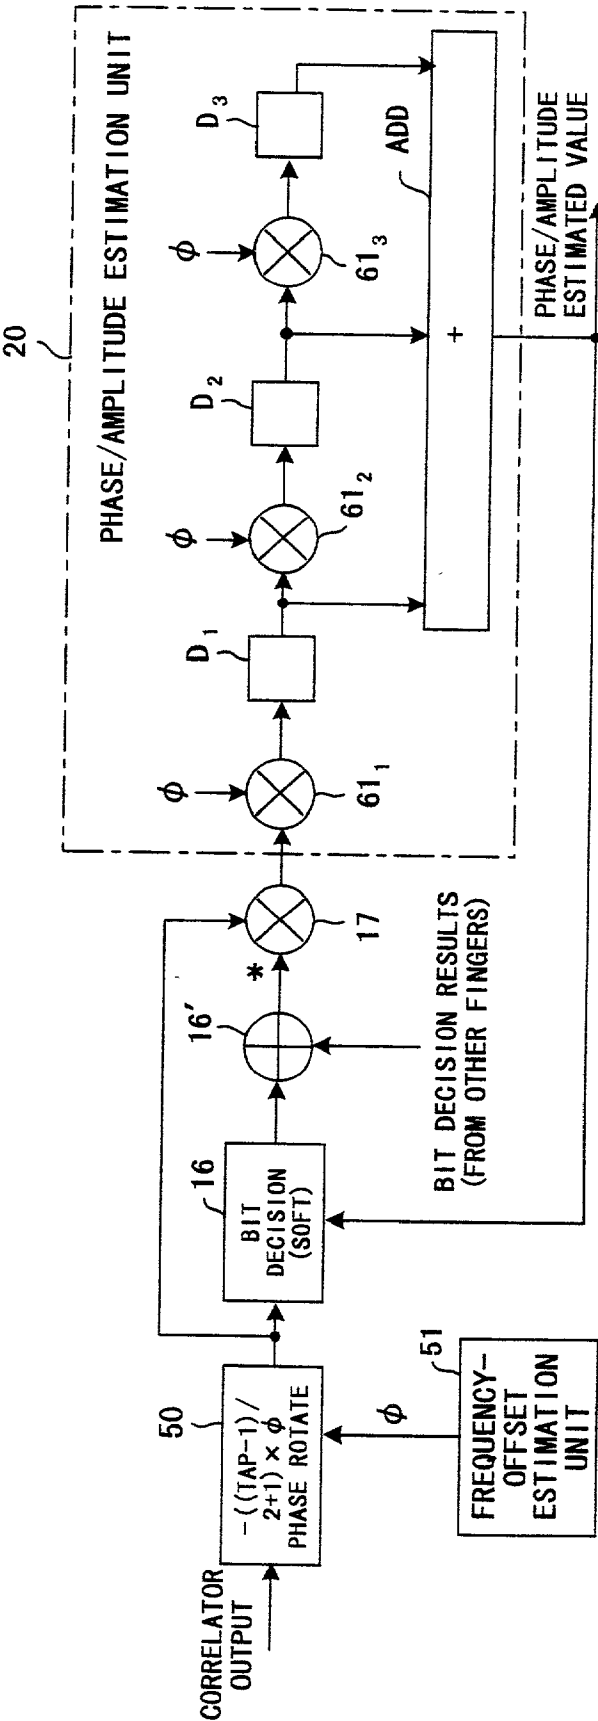 20
PHASE/AMPLITUDE ESTIMATION UNIT
CORRELATOR
OUTPUT
50
-((TAP-1)/
2+1) × φ
PHASE ROTATE
φ
51
FREQUENCY-
OFFSET
ESTIMATION
UNIT
16
BIT
DECISION
(SOFT)
16'
*
BIT DECISION RESULTS
(FROM OTHER FINGERS)
17
φ
61₁
D₁
φ
61₂
D₂
φ
61₃
D₃
ADD
+
PHASE/AMPLITUDE
ESTIMATED VALUE